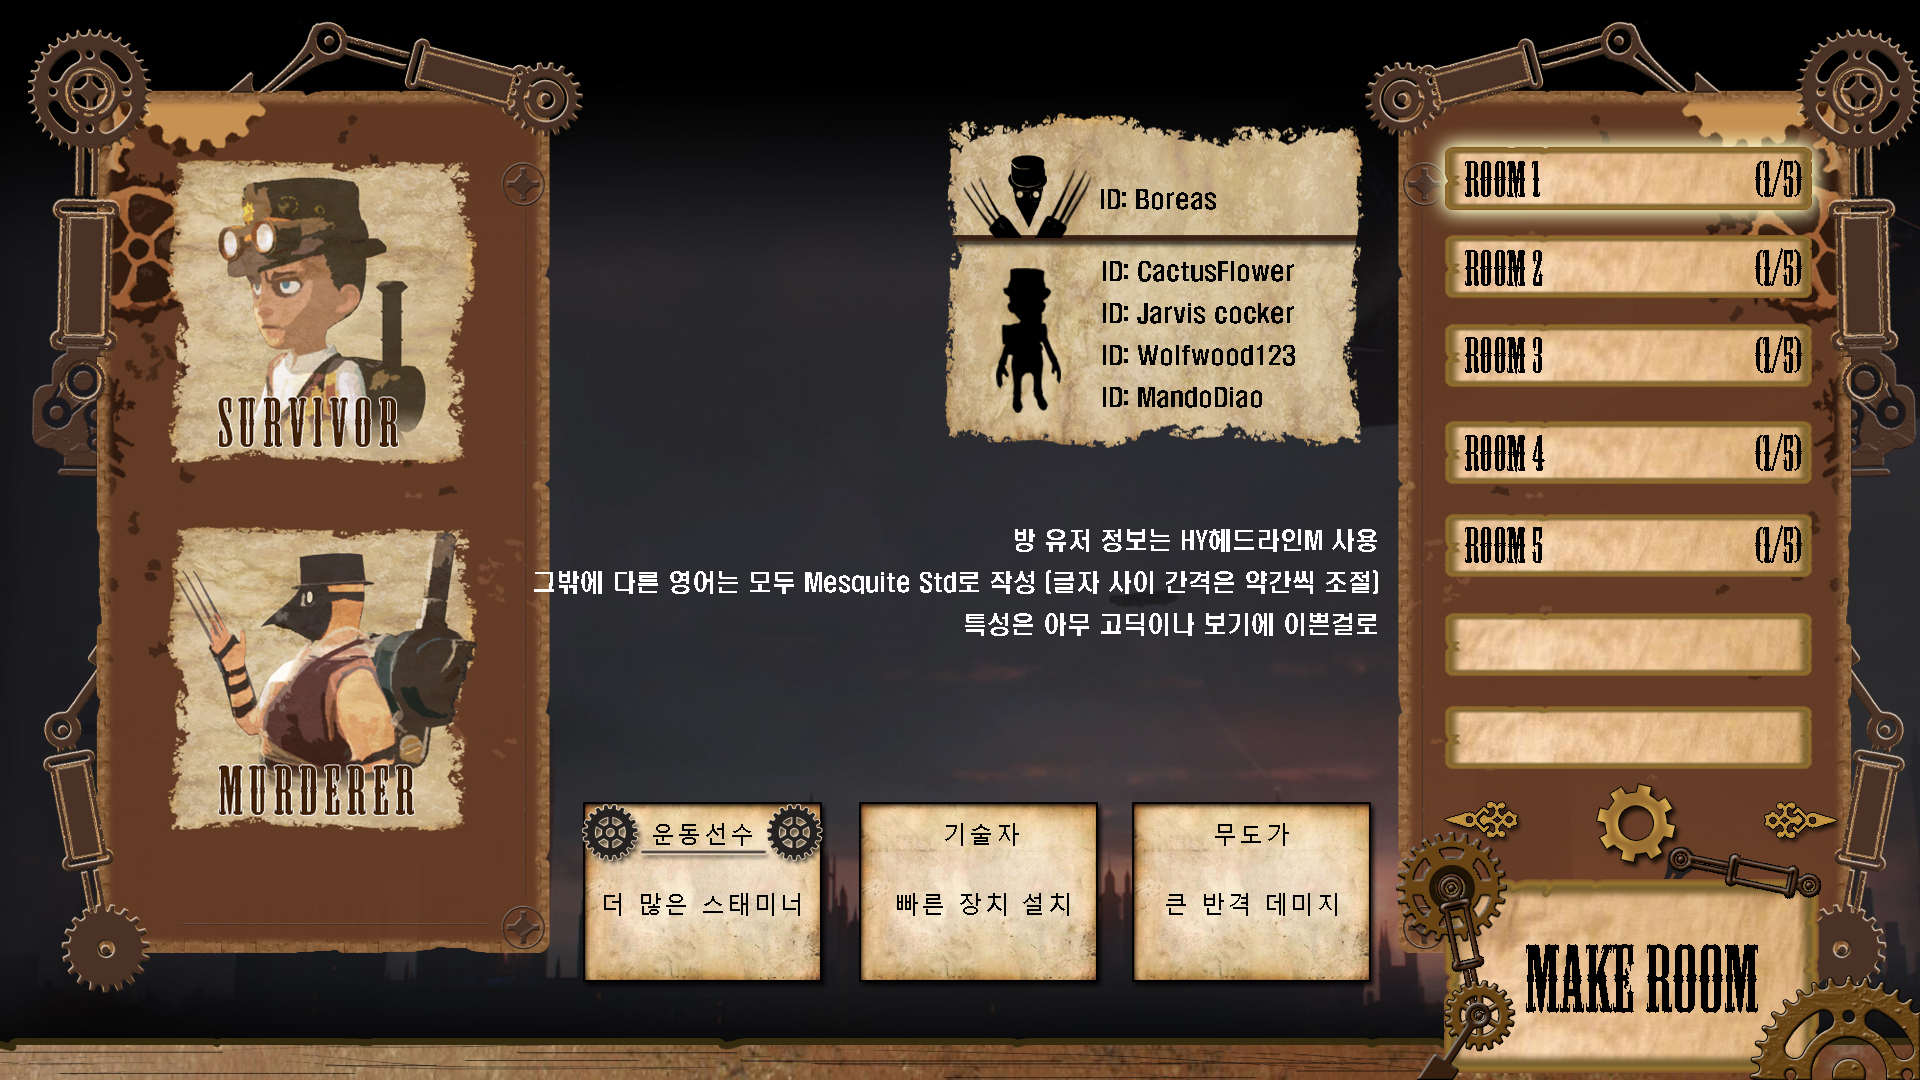 SURVIVOR
MURDERER
ID: Boreas
ID: CactusFlower
ID: Jarvis cocker
ID: Wolfwood123
ID: MandoDiao
방 유저 정보는 HY헤드라인M 사용
그밖에 다른 영어는 모두 Mesquite Std로 작성 (글자 사이 간격은 약간씩 조절)
특성은 아무 고딕이나 보기에 이쁜걸로
운동선수
더 많은 스태미너
기술자
빠른 장치 설치
무도가
큰 반격 데미지
ROOM 1 (1/5)
ROOM 2 (1/5)
ROOM 3 (1/5)
ROOM 4 (1/5)
ROOM 5 (1/5)
MAKE ROOM